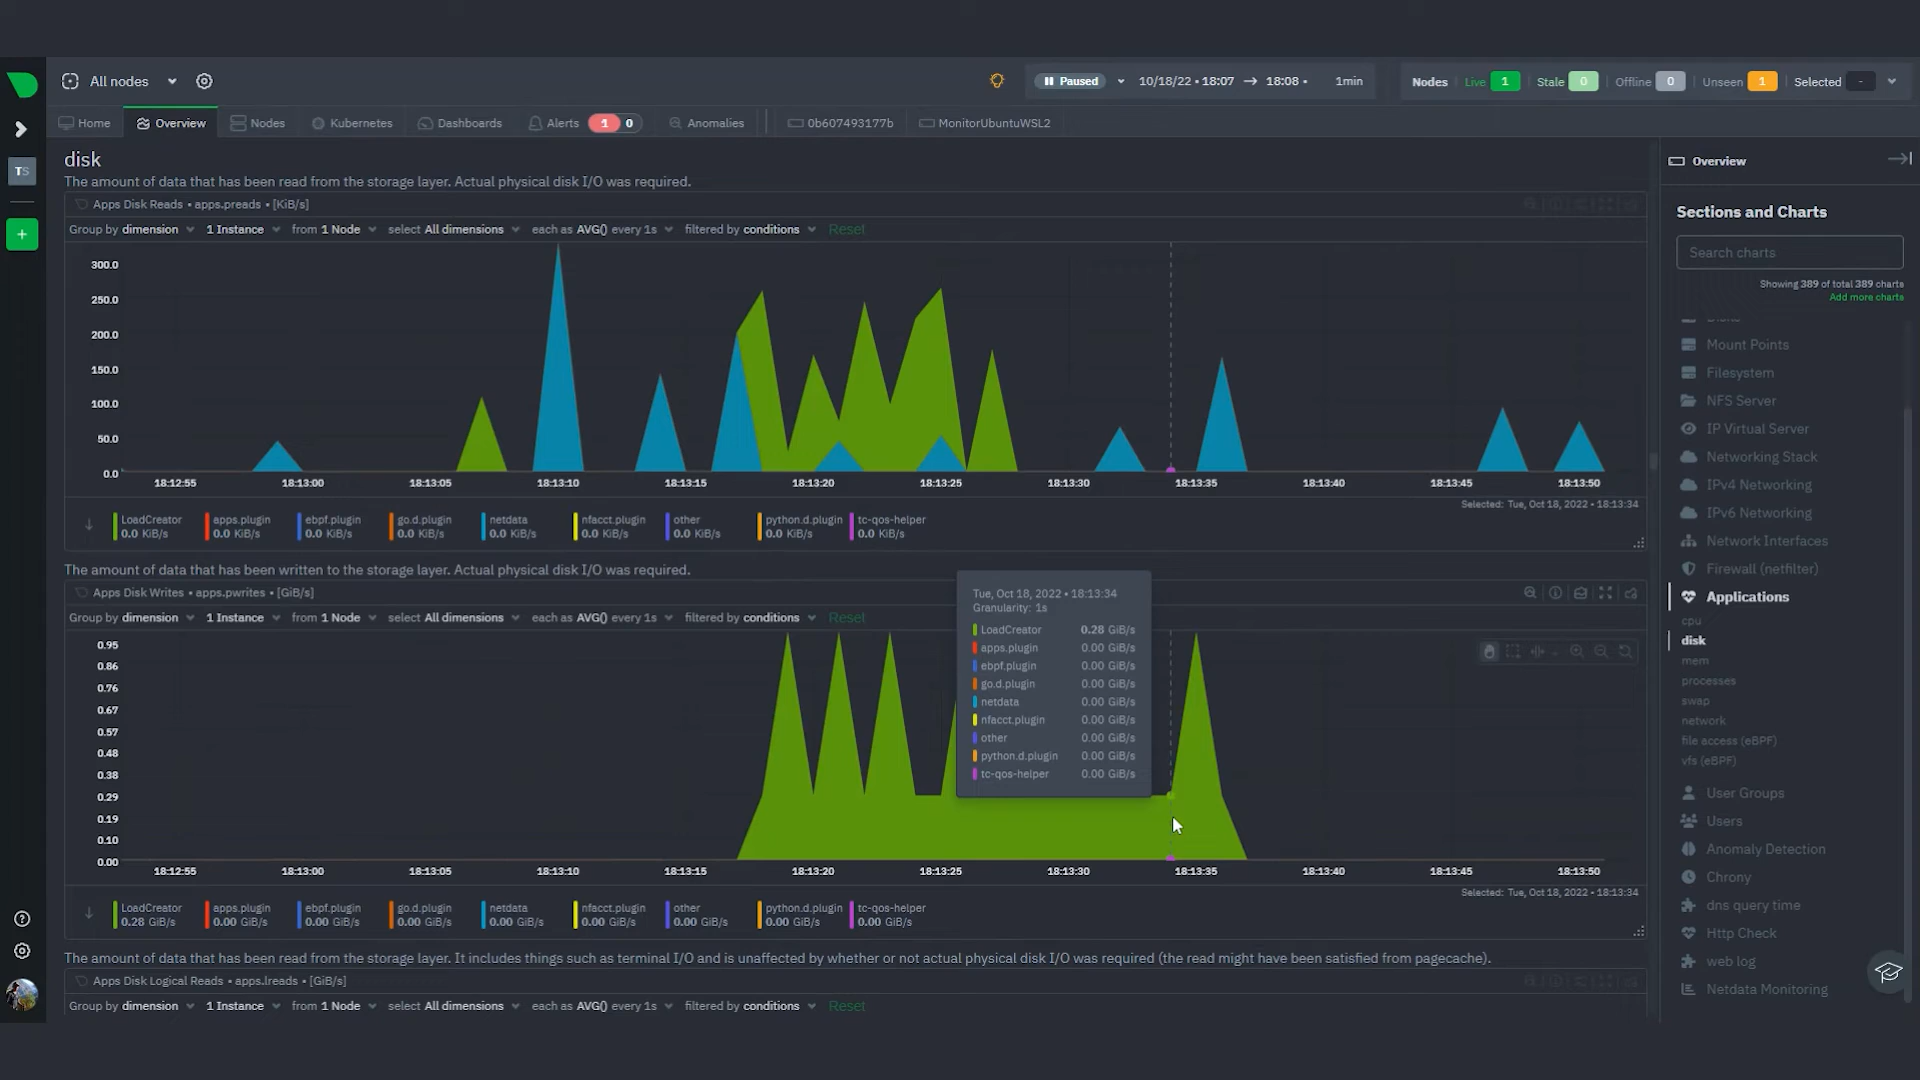 All nodes
Paused
10/18/22 • 18:07 → 18:08 •
1min
Nodes Live 1 Stale 0 Offline 0 Unseen 1 Selected -
Home Overview Nodes Kubernetes Dashboards Alerts 1 0 Anomalies 0b607493177b MonitorUbuntuWSL2
TS
+
disk
The amount of data that has been read from the storage layer. Actual physical disk I/O was required.
Apps Disk Reads • apps.preads • [KiB/s]
Group by dimension 1 Instance from 1 Node select All dimensions each as AVG() every 1s filtered by conditions Reset
300.0
250.0
200.0
150.0
100.0
50.0
0.0
18:12:55 18:13:00 18:13:05 18:13:10 18:13:15 18:13:20 18:13:25 18:13:30 18:13:35 18:13:40 18:13:45 18:13:50
Selected: Tue, Oct 18, 2022 • 18:13:34
LoadCreator apps.plugin ebpf.plugin go.d.plugin netdata nfacct.plugin other python.d.plugin tc-qos-helper
0.0 KiB/s 0.0 KiB/s 0.0 KiB/s 0.0 KiB/s 0.0 KiB/s 0.0 KiB/s 0.0 KiB/s 0.0 KiB/s 0.0 KiB/s
The amount of data that has been written to the storage layer. Actual physical disk I/O was required.
Apps Disk Writes • apps.pwrites • [GiB/s]
Group by dimension 1 Instance from 1 Node select All dimensions each as AVG() every 1s filtered by conditions Reset
0.95
0.86
0.76
0.67
0.57
0.48
0.38
0.29
0.19
0.10
0.00
Tue, Oct 18, 2022 • 18:13:34
Granularity: 1s
LoadCreator 0.28 GiB/s
apps.plugin 0.00 GiB/s
ebpf.plugin 0.00 GiB/s
go.d.plugin 0.00 GiB/s
netdata 0.00 GiB/s
nfacct.plugin 0.00 GiB/s
other 0.00 GiB/s
python.d.plugin 0.00 GiB/s
tc-qos-helper 0.00 GiB/s
18:12:55 18:13:00 18:13:05 18:13:10 18:13:15 18:13:20 18:13:25 18:13:30 18:13:35 18:13:40 18:13:45 18:13:50
Selected: Tue, Oct 18, 2022 • 18:13:34
LoadCreator apps.plugin ebpf.plugin go.d.plugin netdata nfacct.plugin other python.d.plugin tc-qos-helper
0.28 GiB/s 0.00 GiB/s 0.00 GiB/s 0.00 GiB/s 0.00 GiB/s 0.00 GiB/s 0.00 GiB/s 0.00 GiB/s 0.00 GiB/s
The amount of data that has been read from the storage layer. It includes things such as terminal I/O and is unaffected by whether or not actual physical disk I/O was required (the read might have been satisfied from pagecache).
Apps Disk Logical Reads • apps.lreads • [GiB/s]
Group by dimension 1 Instance from 1 Node select All dimensions each as AVG() every 1s filtered by conditions Reset
Overview
Sections and Charts
Search charts
Showing 389 of total 389 charts
Add more charts
Mount Points
Filesystem
NFS Server
IP Virtual Server
Networking Stack
IPv4 Networking
IPv6 Networking
Network Interfaces
Firewall (netfilter)
Applications
cpu
disk
mem
processes
swap
network
file access (eBPF)
vfs (eBPF)
User Groups
Users
Anomaly Detection
Chrony
dns query time
Http Check
web log
Netdata Monitoring